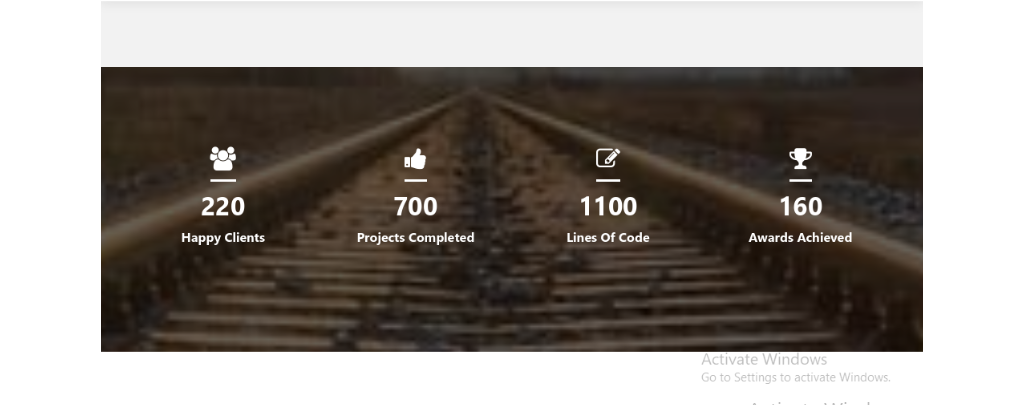 220
700
1100
160
Happy Clients
Projects Completed
Lines Of Code
Awards Achieved
Activate Windows
Go to Settings to activate Windows.